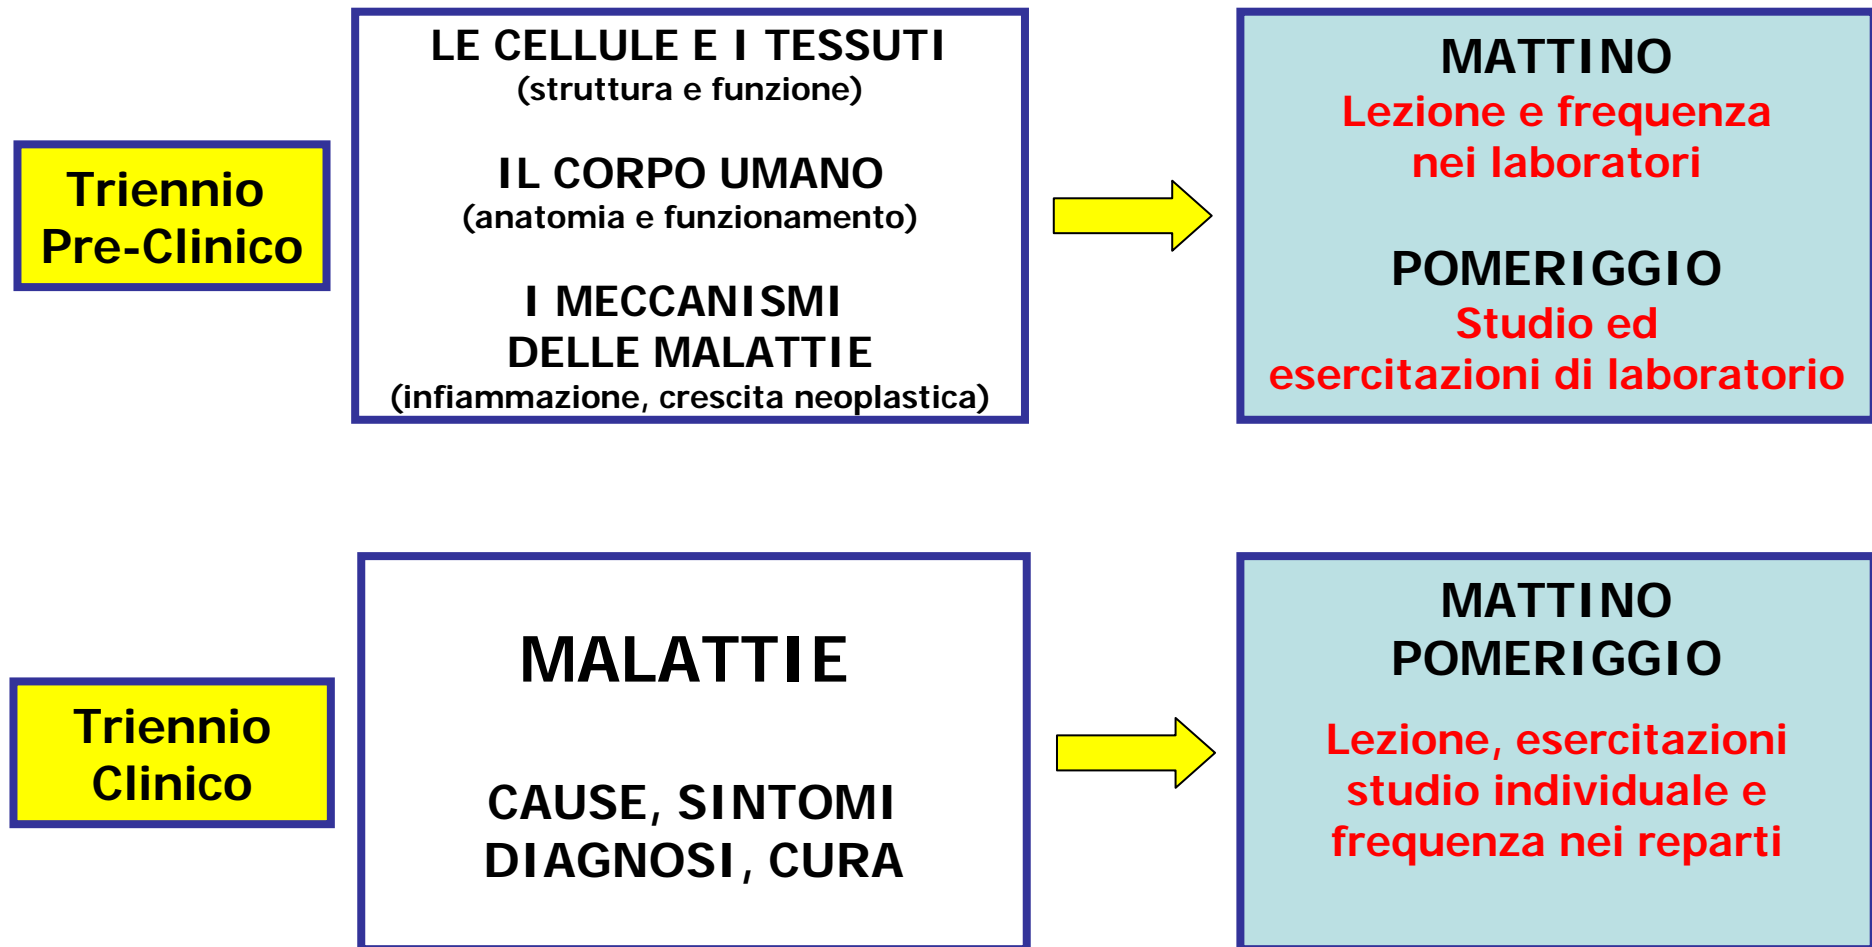 Triennio
Pre-Clinico
LE CELLULE E I TESSUTI
(struttura e funzione)
IL CORPO UMANO
(anatomia e funzionamento)
I MECCANISMI
DELLE MALATTIE
(infiammazione, crescita neoplastica)
MATTINO
Lezione e frequenza
nei laboratori
POMERIGGIO
Studio ed
esercitazioni di laboratorio
Triennio
Clinico
MALATTIE
CAUSE, SINTOMI
DIAGNOSI, CURA
MATTINO
POMERIGGIO
Lezione, esercitazioni
studio individuale e
frequenza nei reparti